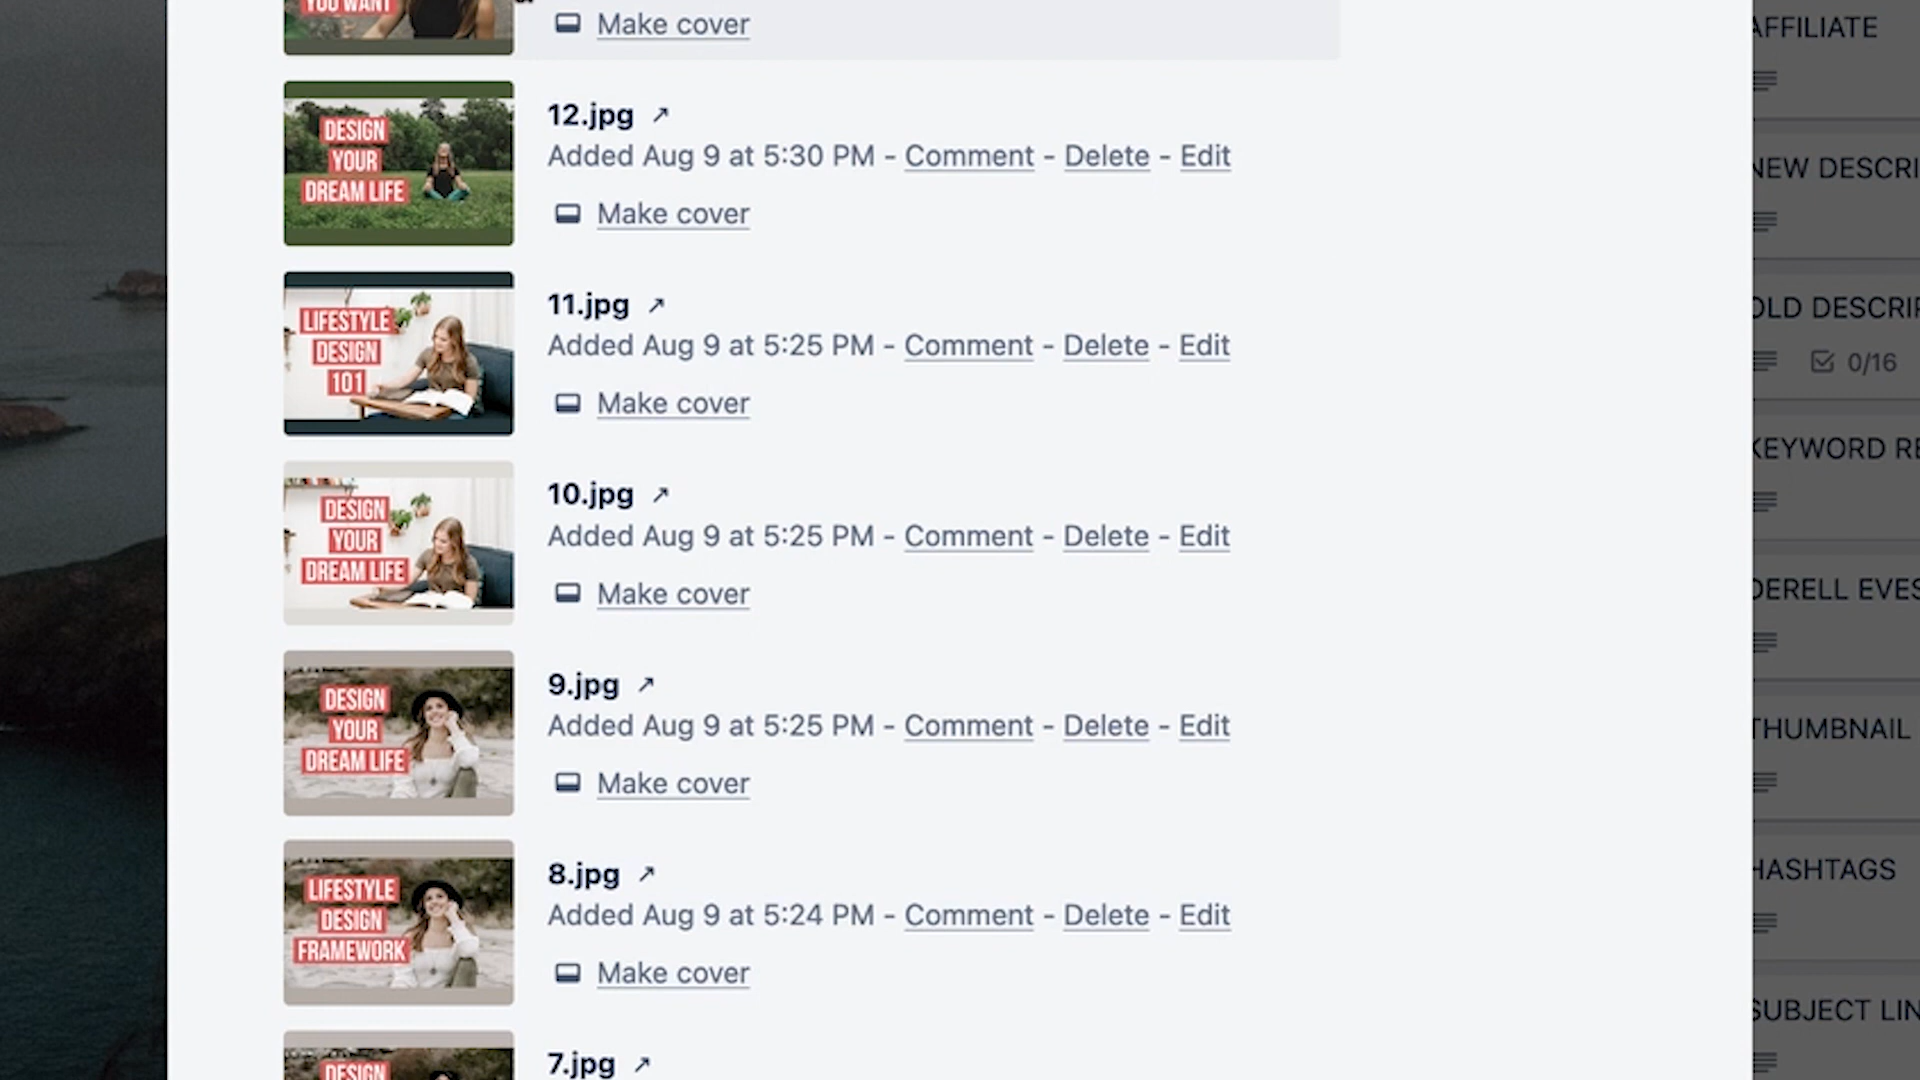 YOU WANT
Make cover
DESIGN
YOUR
DREAM LIFE
12.jpg ↗
Added Aug 9 at 5:30 PM - Comment - Delete - Edit
Make cover
LIFESTYLE
DESIGN
101
11.jpg ↗
Added Aug 9 at 5:25 PM - Comment - Delete - Edit
Make cover
DESIGN
YOUR
DREAM LIFE
10.jpg ↗
Added Aug 9 at 5:25 PM - Comment - Delete - Edit
Make cover
DESIGN
YOUR
DREAM LIFE
9.jpg ↗
Added Aug 9 at 5:25 PM - Comment - Delete - Edit
Make cover
LIFESTYLE
DESIGN
FRAMEWORK
8.jpg ↗
Added Aug 9 at 5:24 PM - Comment - Delete - Edit
Make cover
DESIGN
7.jpg ↗
AFFILIATE
NEW DESCRI
OLD DESCRIP
0/16
KEYWORD RE
DERELL EVES
THUMBNAIL
HASHTAGS
SUBJECT LIN